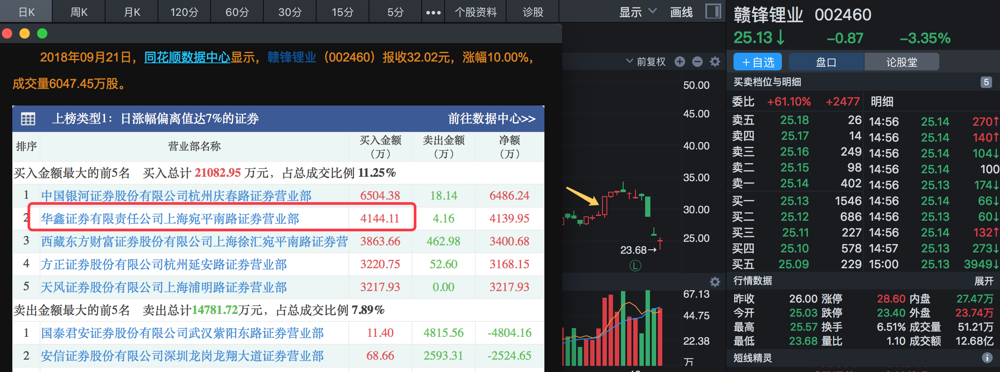 日K 周K 月K 120分 60分 30分 15分 5分 ••• 个股资料 诊股 显示 画线
2018年09月21日，同花顺数据中心显示，赣锋锂业（002460）报收32.02元，涨幅10.00%，
成交量6047.45万股。
上榜类型1：日涨幅偏离值达7%的证券 前往数据中心>>
排序 营业部名称 买入金额（万） 卖出金额（万） 净额（万）
买入金额最大的前5名 买入总计 21082.95 万元，占总成交比例 11.25%
1 中国银河证券股份有限公司杭州庆春路证券营业部 6504.38 18.14 6486.24
2 华鑫证券有限责任公司上海宛平南路证券营业部 4144.11 4.16 4139.95
3 西藏东方财富证券股份有限公司上海徐汇宛平南路证券营 3863.66 462.98 3400.68
4 方正证券股份有限公司杭州延安路证券营业部 3220.75 52.60 3168.15
5 天风证券股份有限公司上海浦明路证券营业部 3217.93 0.00 3217.93
卖出金额最大的前5名 卖出总计14781.72万元，占总成交比例 7.89%
1 国泰君安证券股份有限公司武汉紫阳东路证券营业部 11.40 4815.56 -4804.16
2 安信证券股份有限公司深圳龙岗龙翔大道证券营业部 68.66 2593.31 -2524.65
前复权
50.00
45.00
40.00
35.00
30.00
25.00
23.68→
L
67.13
44.75
22.38
万
赣锋锂业 002460
25.13↓ -0.87 -3.35%
＋自选 盘口 论股堂
买卖档位与明细 5
委比 +61.10% +2477 明细
卖五 25.18 26 14:56 25.14 270↑
卖四 25.17 14 14:56 25.14 140↑
卖三 25.16 249 14:56 25.14 104↓
卖二 25.15 98 14:56 25.14 100
卖一 25.14 402 14:56 25.13 174↓
买一 25.13 1546 14:56 25.14 66↓
买二 25.12 686 14:56 25.13 60↓
买三 25.11 227 14:56 25.14 132↑
买四 25.10 578 14:57 25.13 273↓
买五 25.09 229 15:00 25.13 3949↓
行情数据 展开
昨收 26.00 涨停 28.60 内盘 27.47万
今开 25.03 跌停 23.40 外盘 23.74万
最高 25.57 换手 6.51% 成交量 51.21万
最低 23.68 量比 1.10 成交额 12.68亿
短线精灵 i